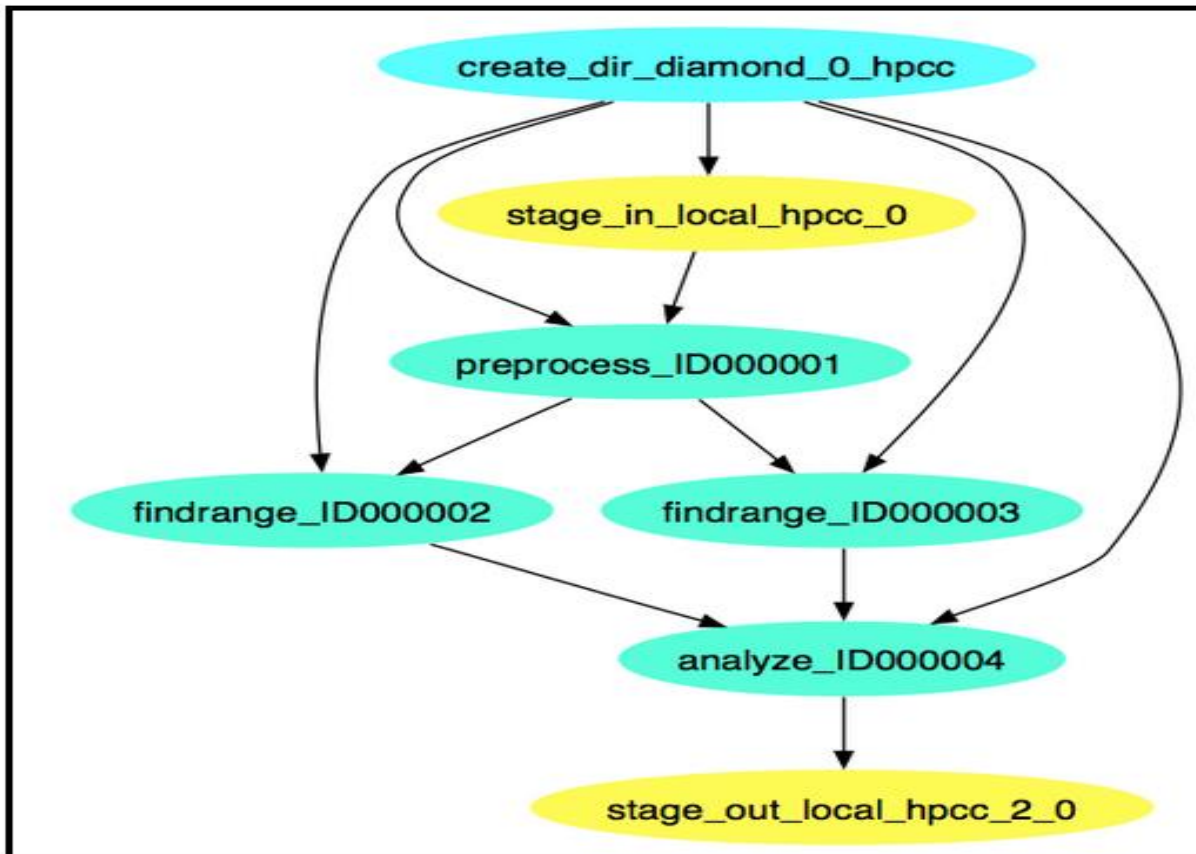 create_dir_diamond_0_hpcc
stage_in_local_hpcc_0
preprocess_ID000001
findrange_ID000002
findrange_ID000003
analyze_ID000004
stage_out_local_hpcc_2_0